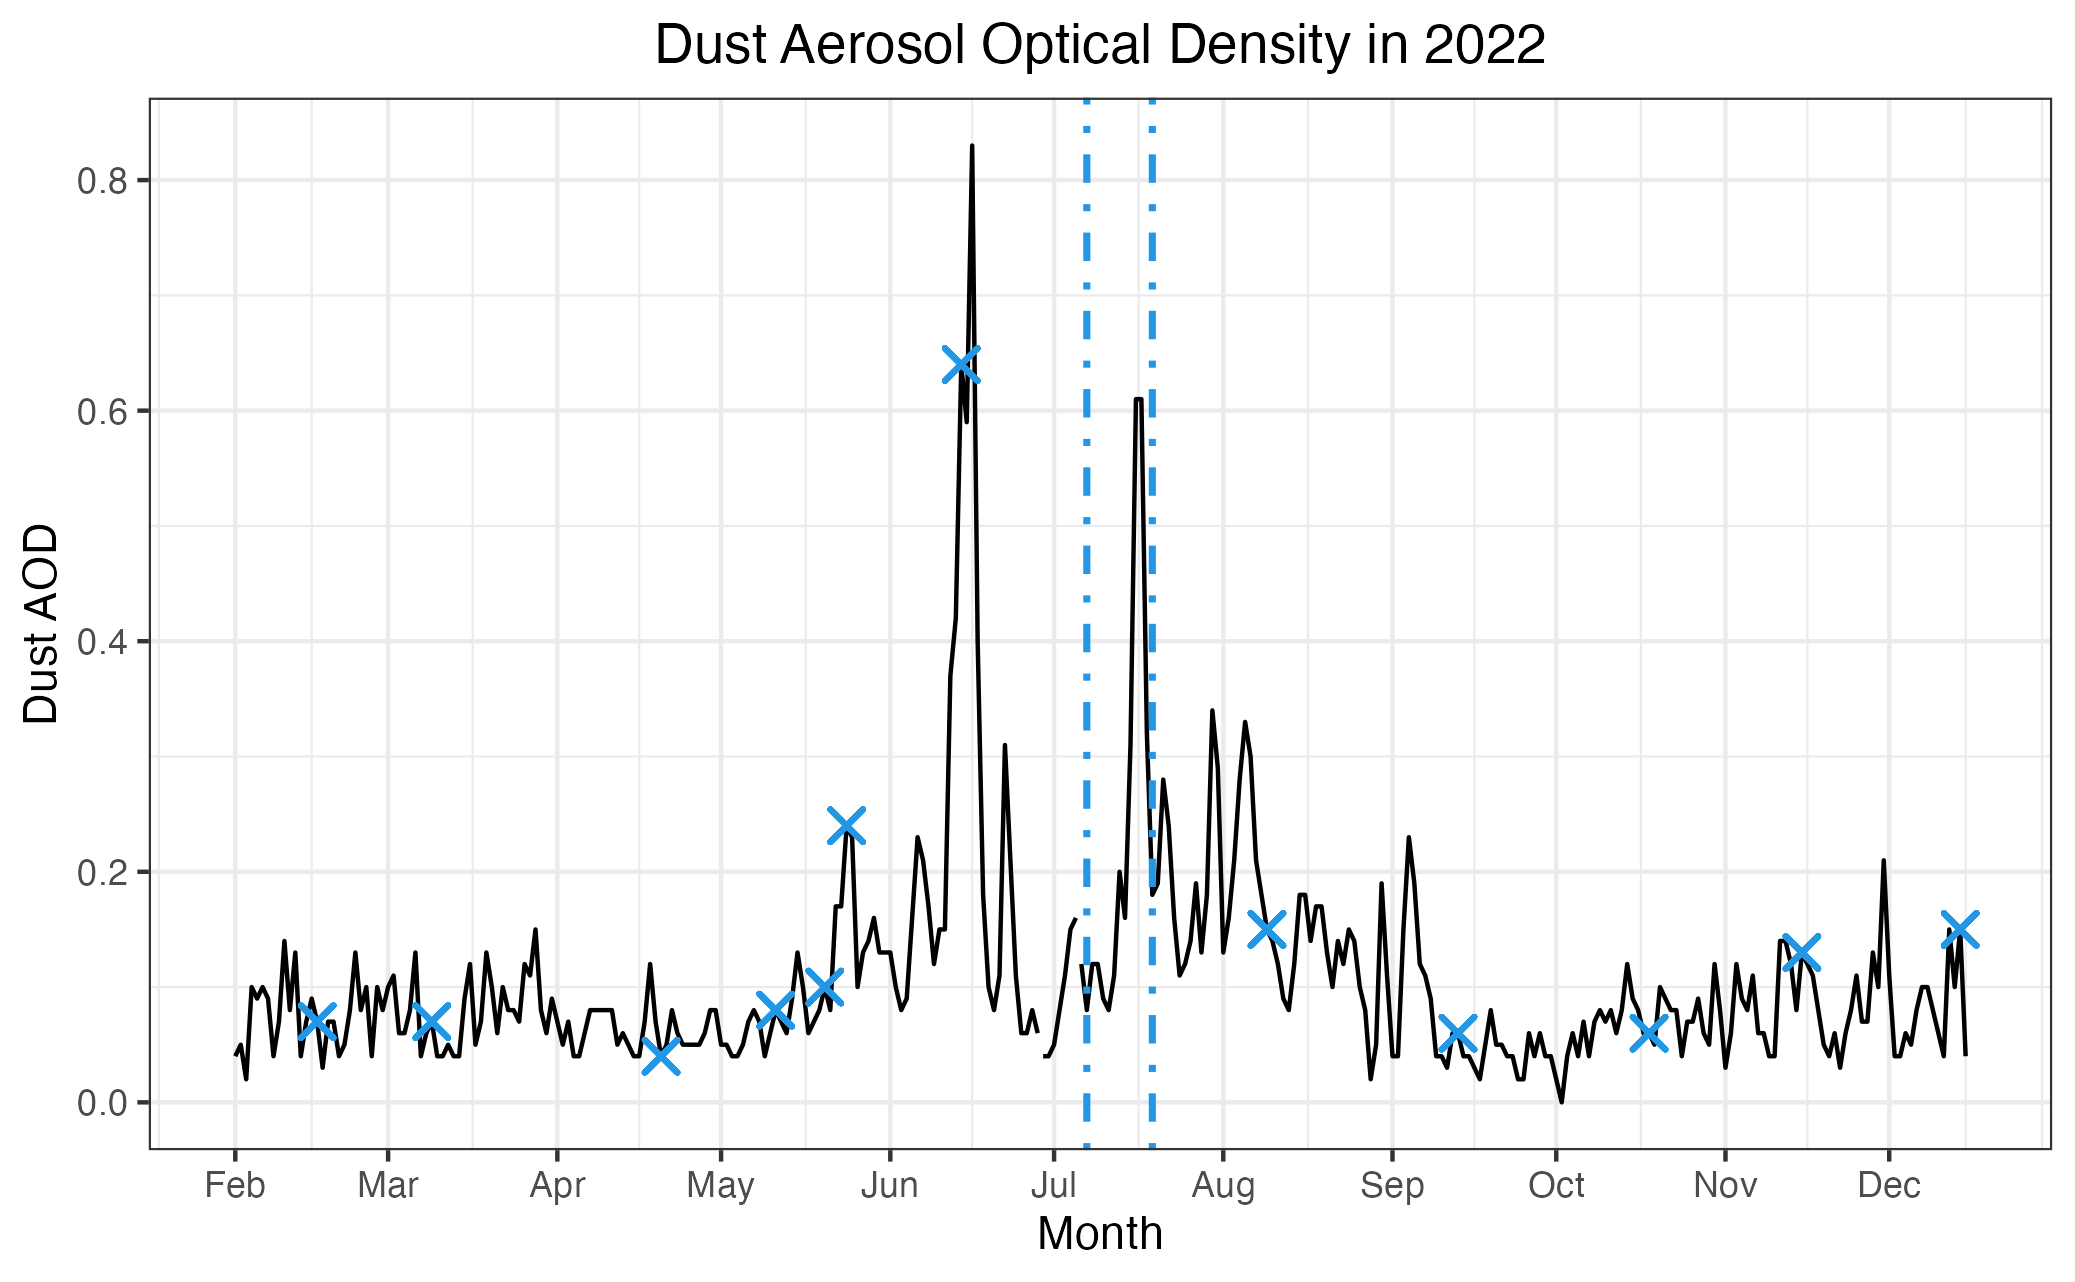 Dust Aerosol Optical Density in 2022
Dust AOD
0.8
0.6
0.4
0.2
0.0
Feb Mar Apr May Jun Jul Aug Sep Oct Nov Dec
Month